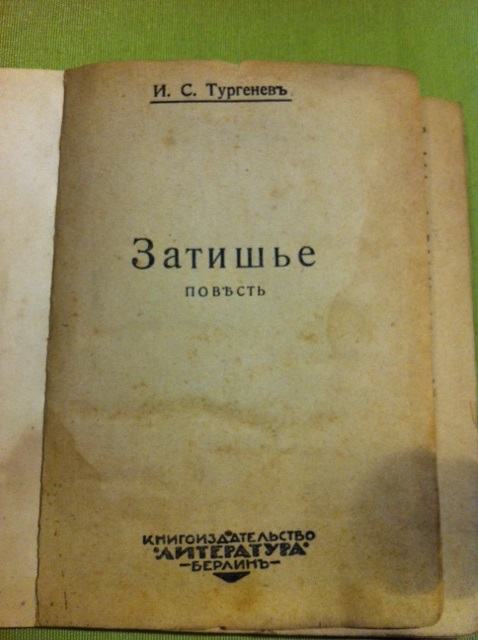 И. С. Тургеневъ
Затишье
ПОВѢСТЬ
КНИГОИЗДАТЕЛЬСТВО
"ЛИТЕРАТУРА"
–БЕРЛИНЪ–